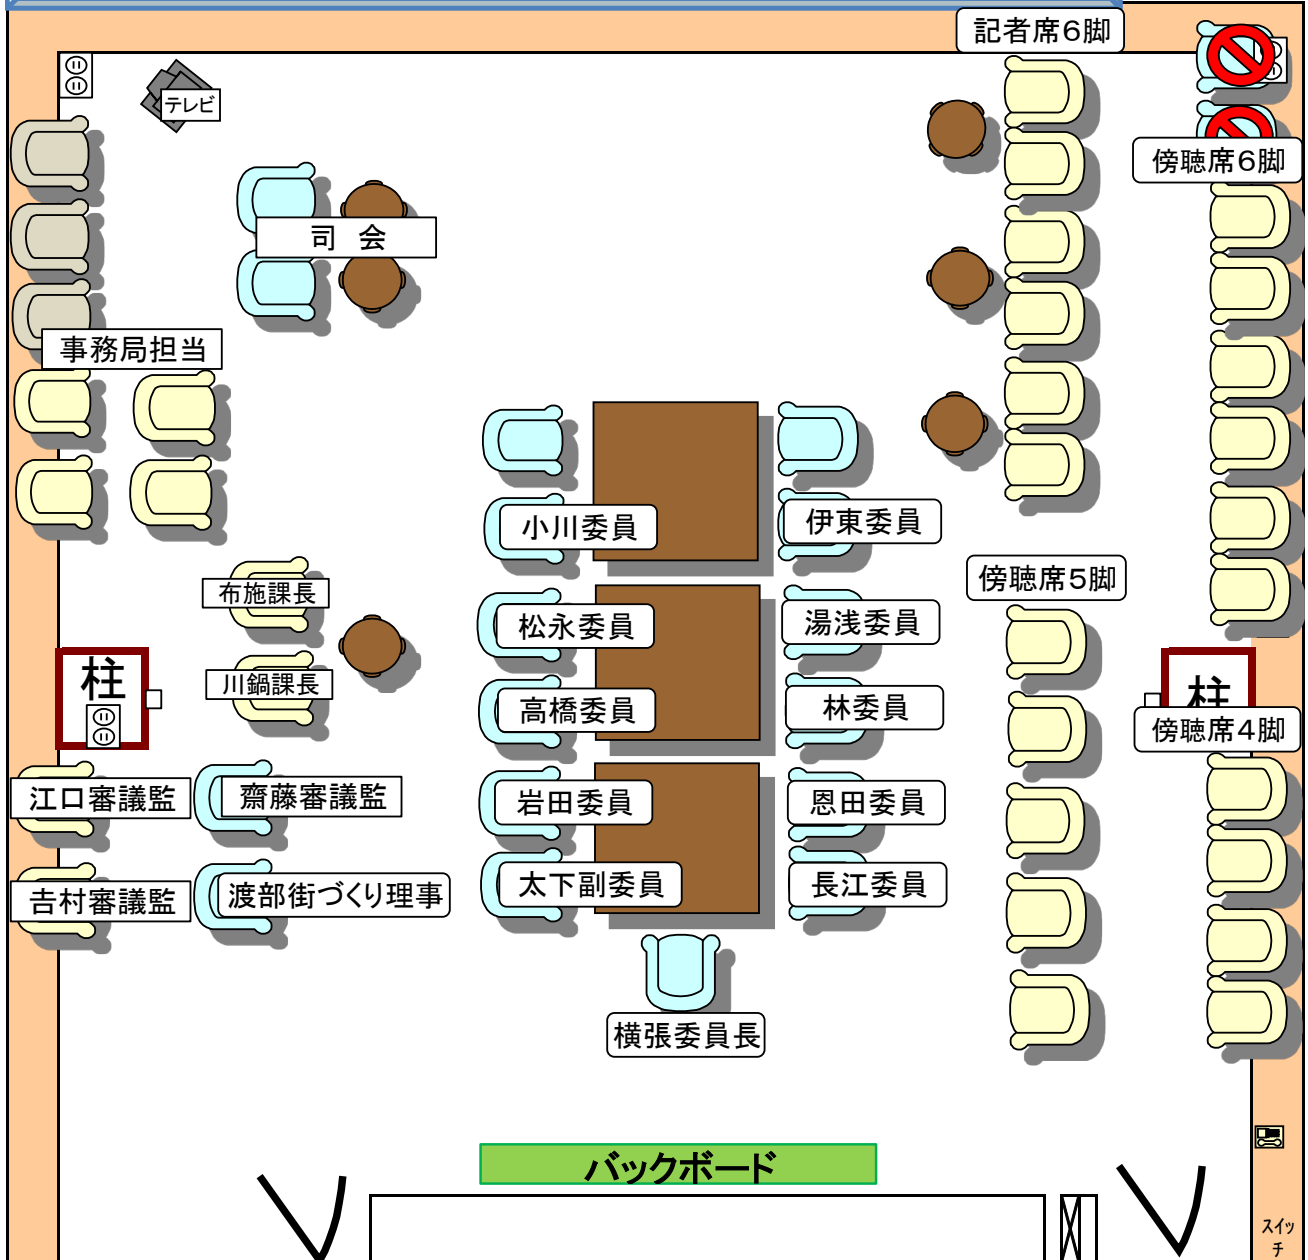 記者席6脚
テレビ
傍聴席6脚
司　会
事務局担当
小川委員
伊東委員
布施課長
傍聴席5脚
松永委員
湯浅委員
柱
川鍋課長
高橋委員
林委員
柱
傍聴席4脚
江口審議監
齋藤審議監
岩田委員
恩田委員
吉村審議監
渡部街づくり理事
太下副委員
長江委員
横張委員長
バックボード
スイッ
チ